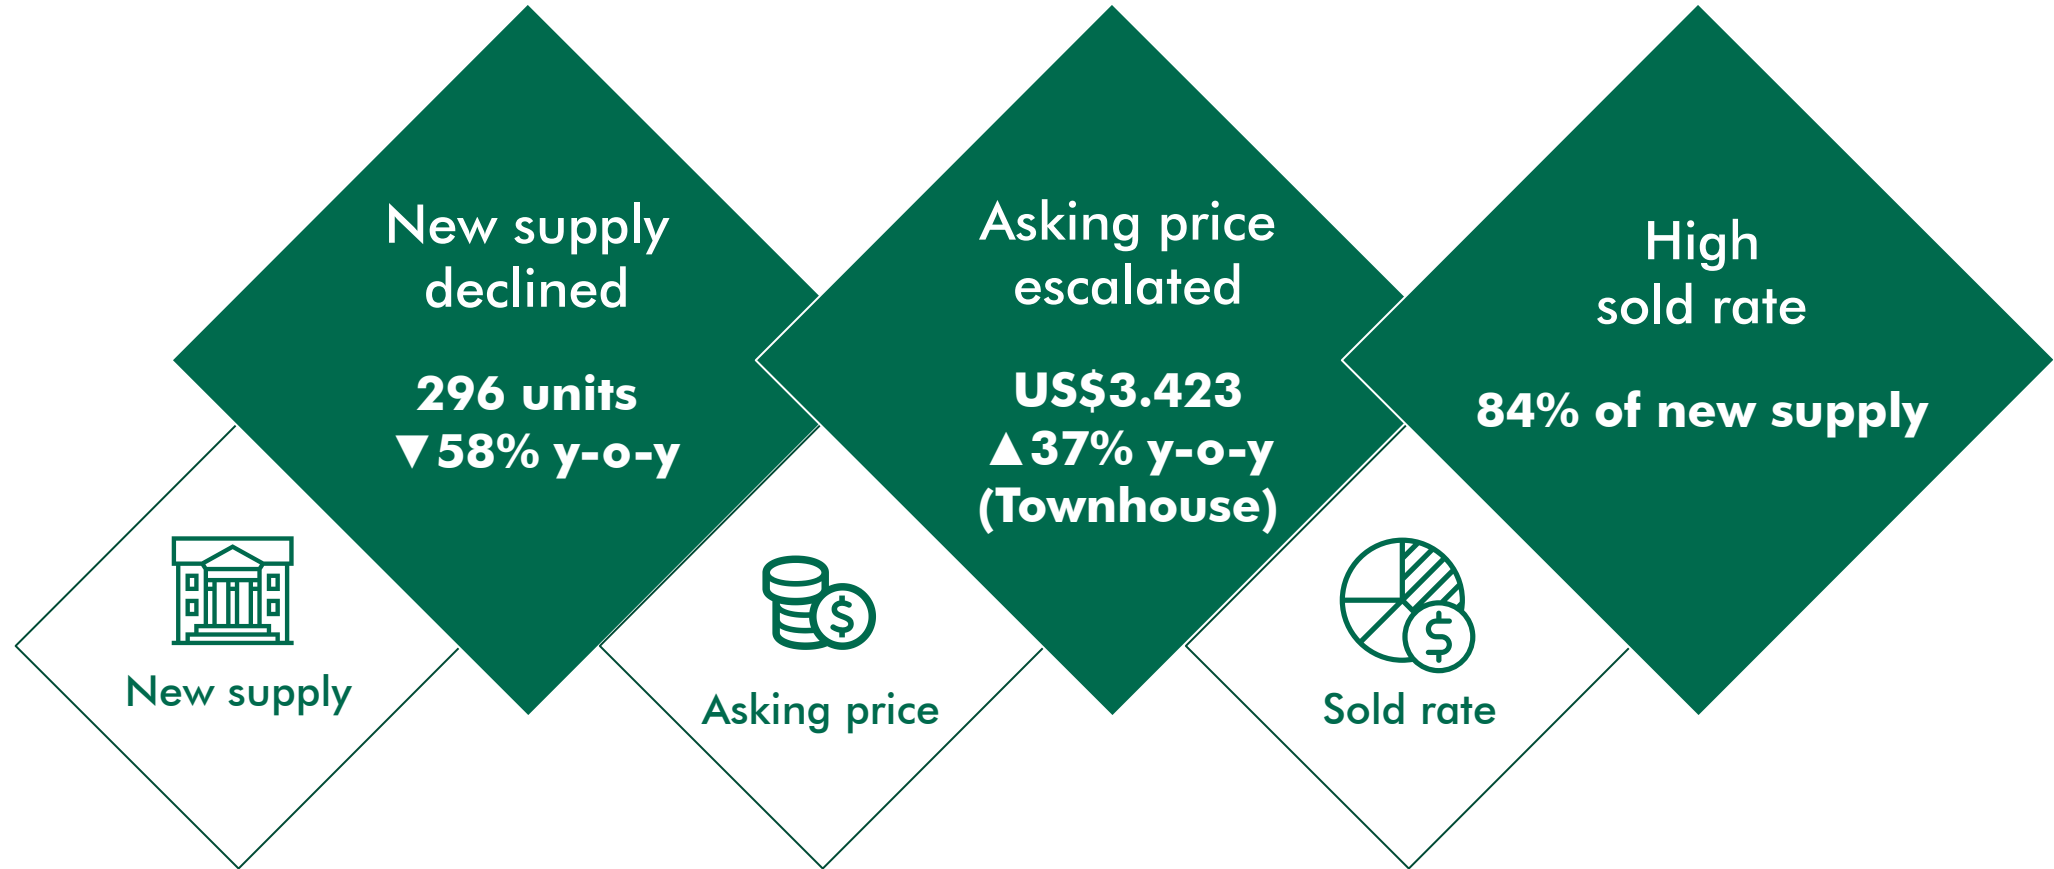 New supply
declined
296 units
▼58% y-o-y
New supply
Asking price
escalated
US$3.423
▲37% y-o-y
(Townhouse)
Asking price
High
sold rate
84% of new supply
Sold rate